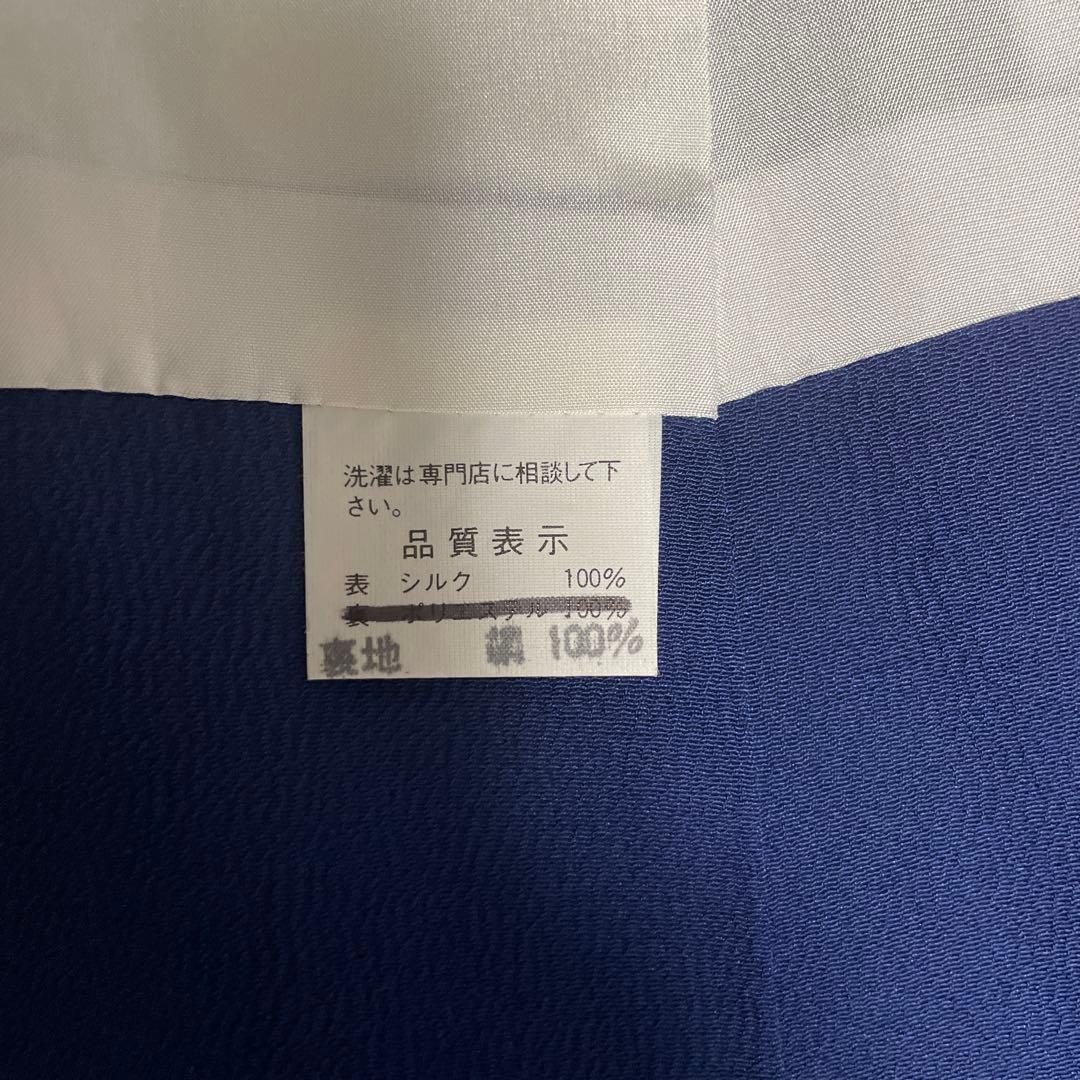 洗濯は専門店に相談して下
さい。
品質表示
表 シルク 100%
裏 ポリエステル 100%
裏地 絹 100%